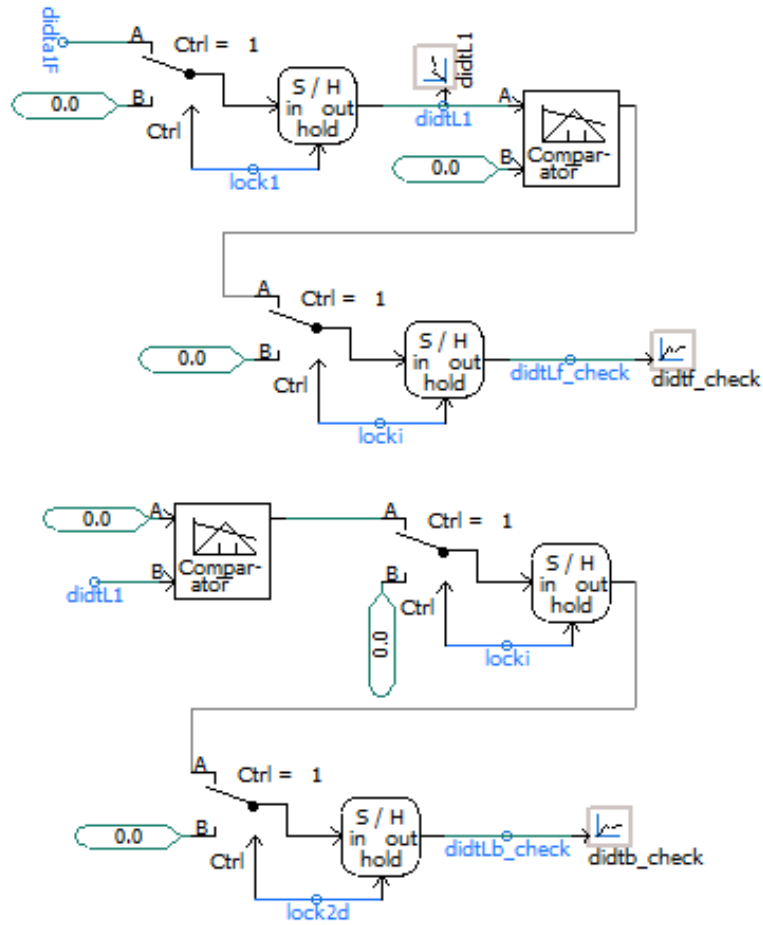 didta1F
A
Ctrl = 1
0.0
B
Ctrl
lock1
S / H
in out
hold
didtL1
didtL1
A
0.0
B
Compar-
ator
A
Ctrl = 1
0.0
B
Ctrl
locki
S / H
in out
hold
didtLf_check
didtf_check
0.0
A
didtL1
B
Compar-
ator
A
Ctrl = 1
B
0.0
Ctrl
locki
S / H
in out
hold
A
Ctrl = 1
0.0
B
Ctrl
lock2d
S / H
in out
hold
didtLb_check
didtb_check